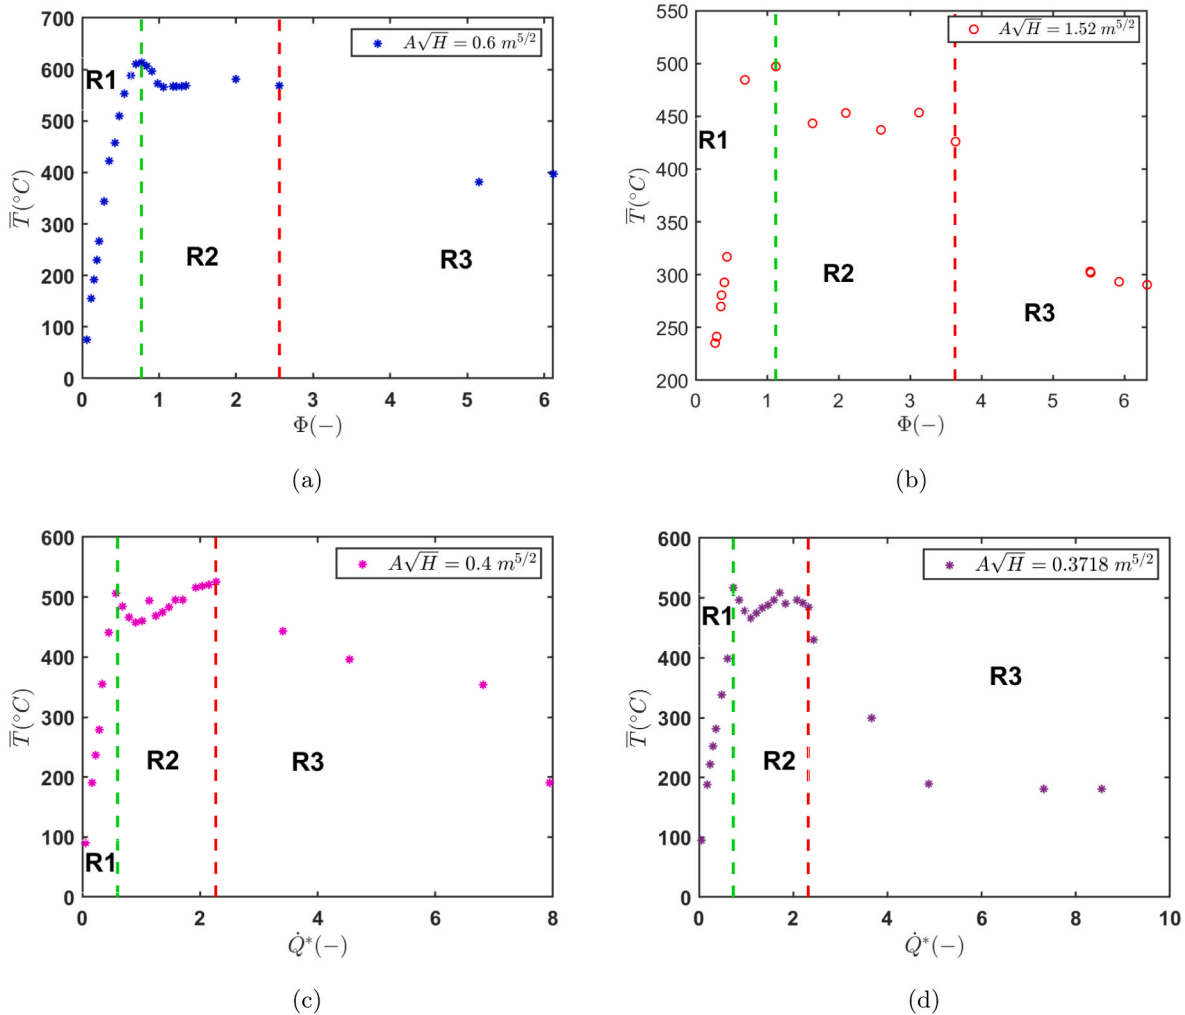 700
600
500
400
300
200
100
0
T̅(°C)
0 1 2 3 4 5 6
Φ(−)
A√H = 0.6 m^{5/2}
R1
R2
R3
(a)
550
500
450
400
350
300
250
200
T̅(°C)
0 1 2 3 4 5 6
Φ(−)
A√H = 1.52 m^{5/2}
R1
R2
R3
(b)
600
500
400
300
200
100
0
T̅(°C)
0 2 4 6 8
Q̇*(−)
A√H = 0.4 m^{5/2}
R1
R2
R3
(c)
600
500
400
300
200
100
0
T̅(°C)
0 2 4 6 8 10
Q̇*(−)
A√H = 0.3718 m^{5/2}
R1
R2
R3
(d)